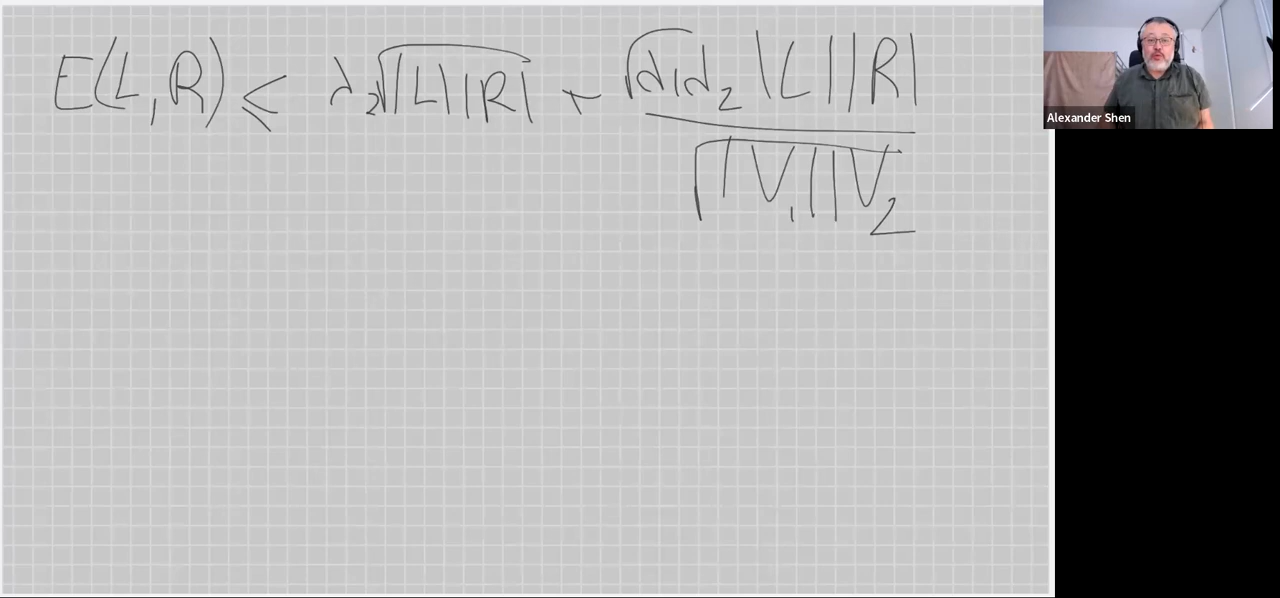 E(L,R) ≤ λ₂√|L||R| + √d₁d₂ |L||R| / √|V₁||V₂
Alexander Shen